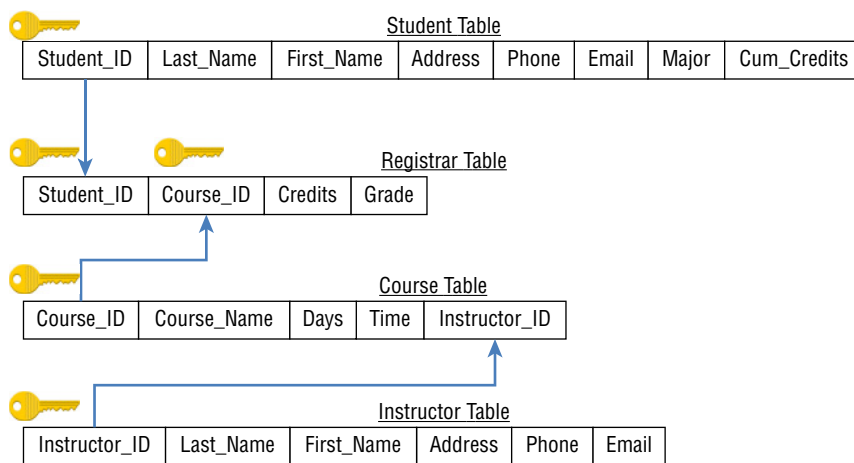 Student Table
Student_ID Last_Name First_Name Address Phone Email Major Cum_Credits
Registrar Table
Student_ID Course_ID Credits Grade
Course Table
Course_ID Course_Name Days Time Instructor_ID
Instructor Table
Instructor_ID Last_Name First_Name Address Phone Email